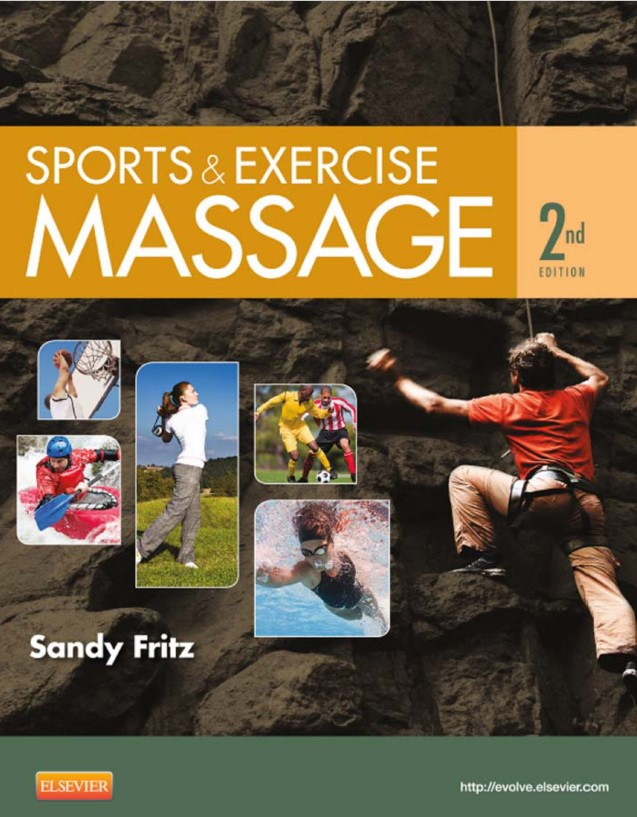 SPORTS & EXERCISE
MASSAGE
2nd
EDITION
Sandy Fritz
ELSEVIER
http://evolve.elsevier.com